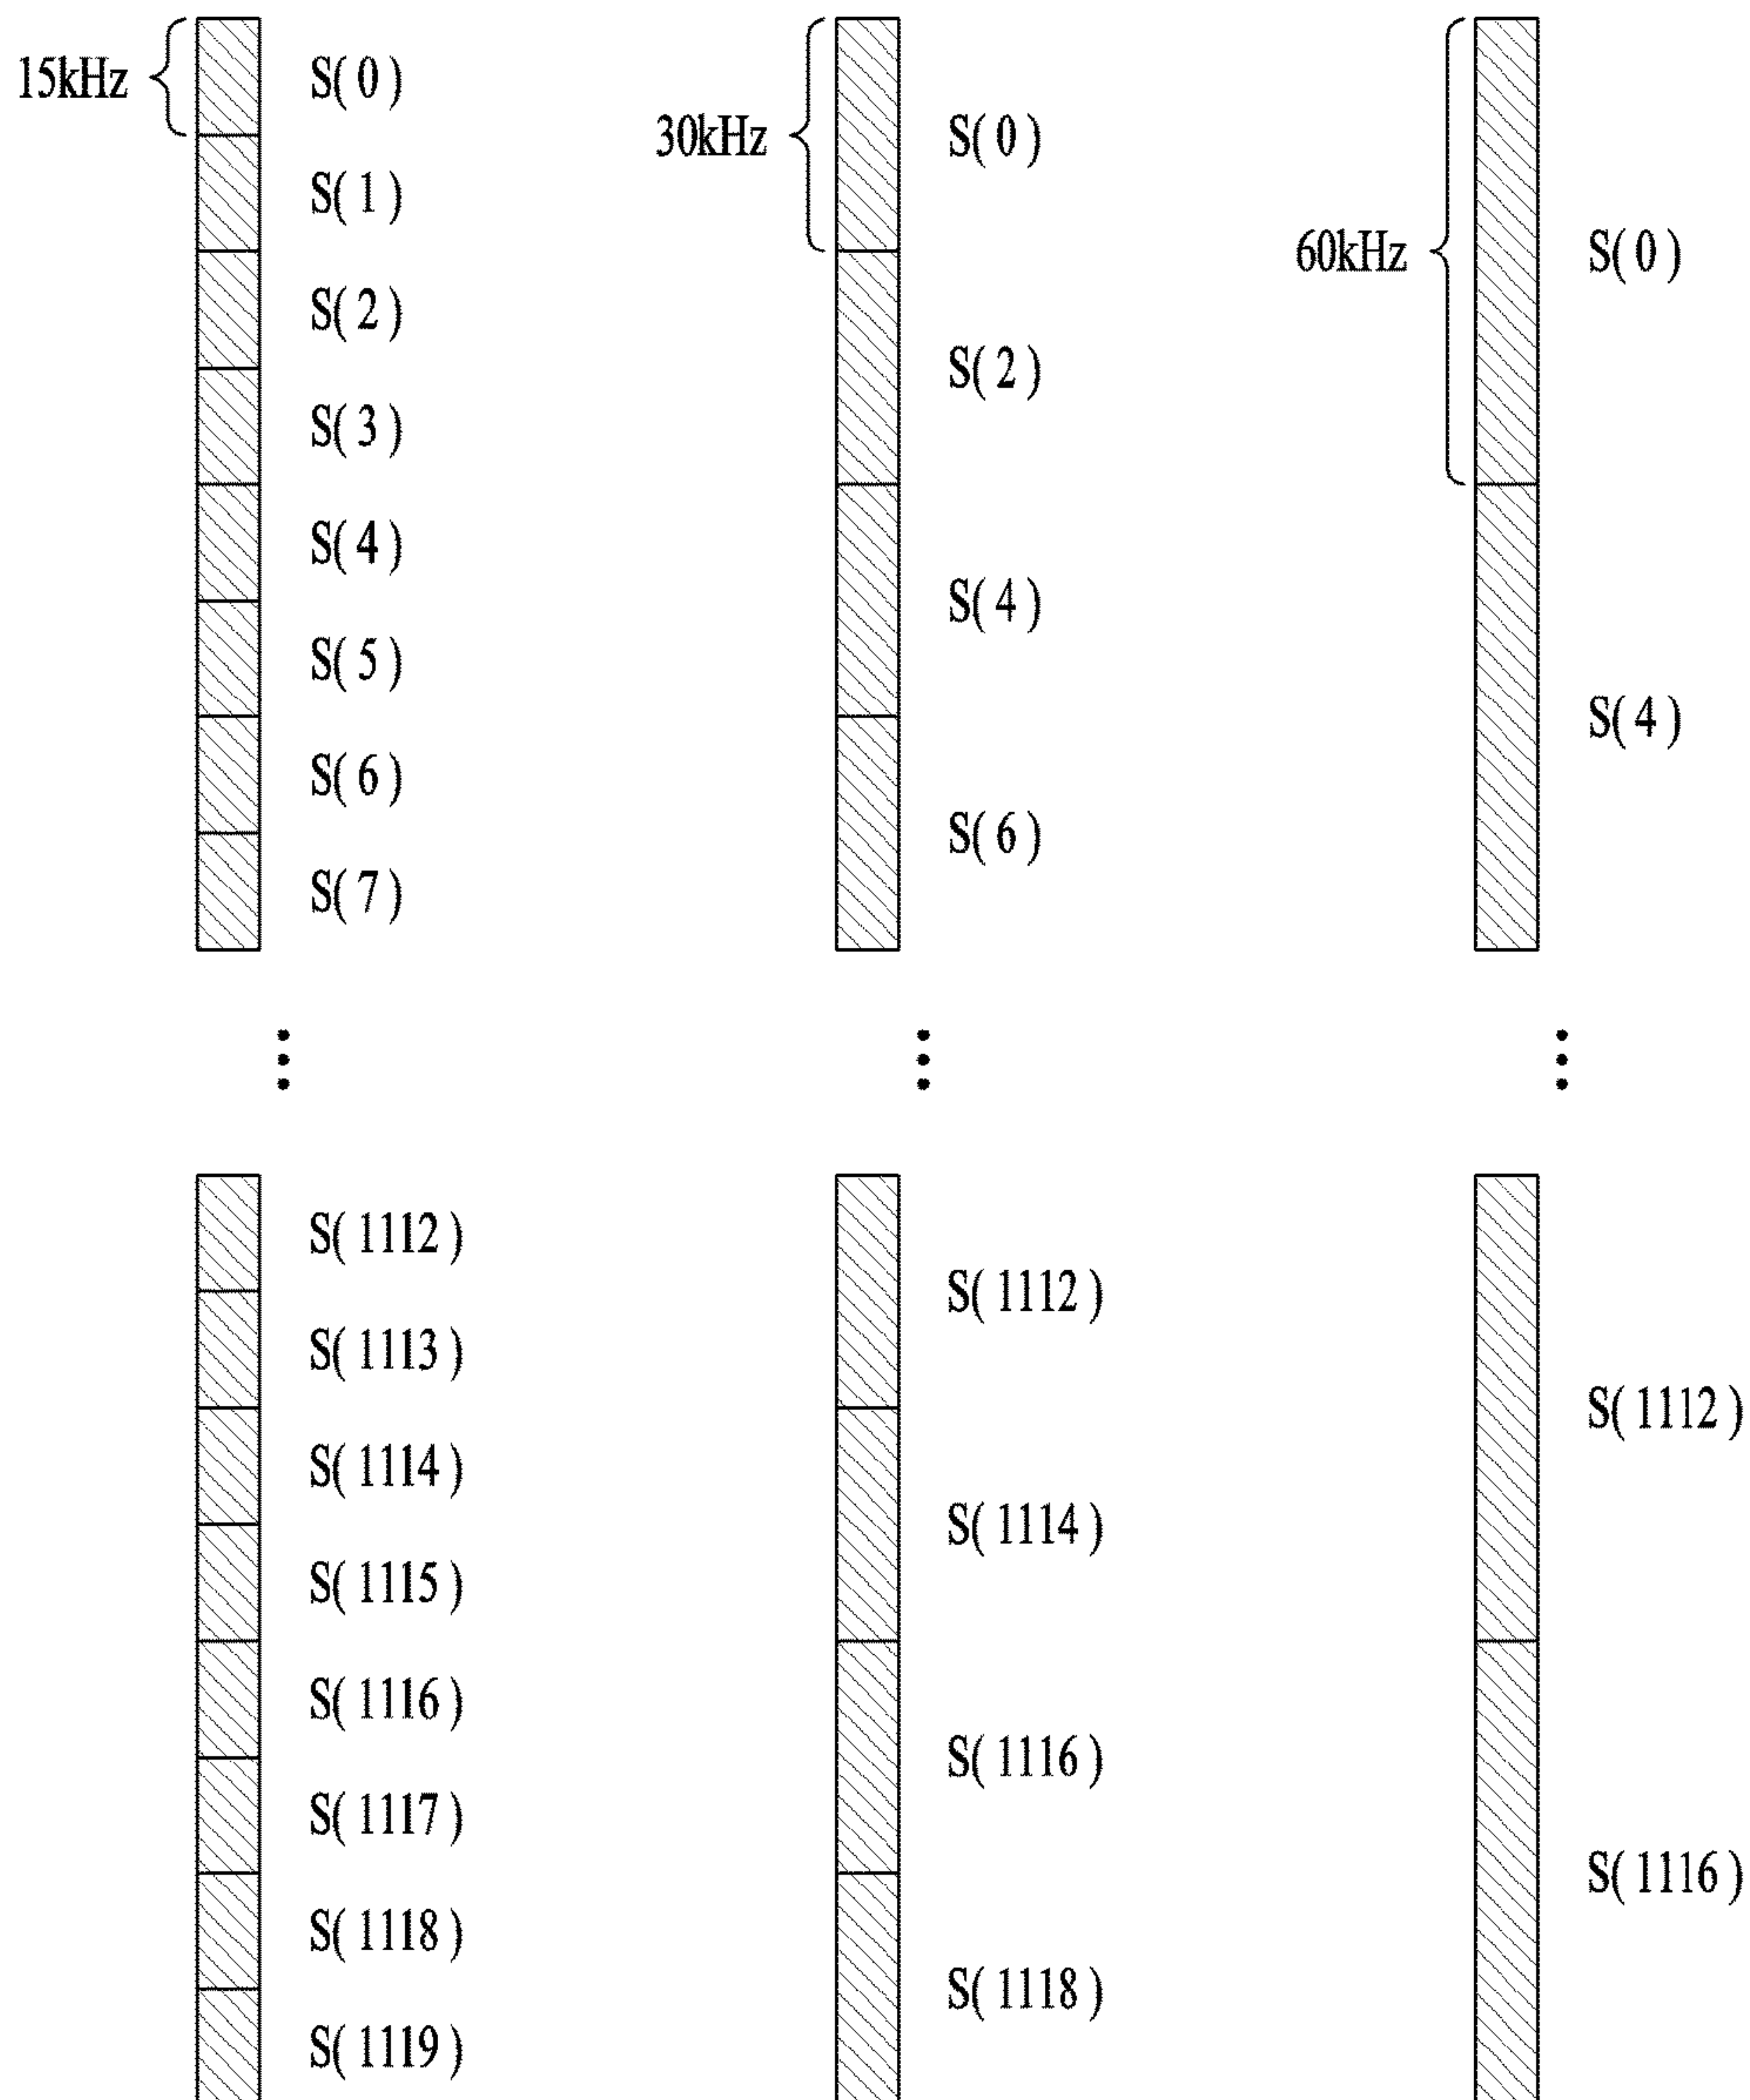 15kHz
S( 0 )
S( 1 )
S( 2 )
S( 3 )
S( 4 )
S( 5 )
S( 6 )
S( 7 )
S( 1112 )
S( 1113 )
S( 1114 )
S( 1115 )
S( 1116 )
S( 1117 )
S( 1118 )
S( 1119 )
30kHz
S( 0 )
S( 2 )
S( 4 )
S( 6 )
S( 1112 )
S( 1114 )
S( 1116 )
S( 1118 )
60kHz
S( 0 )
S( 4 )
S( 1112 )
S( 1116 )